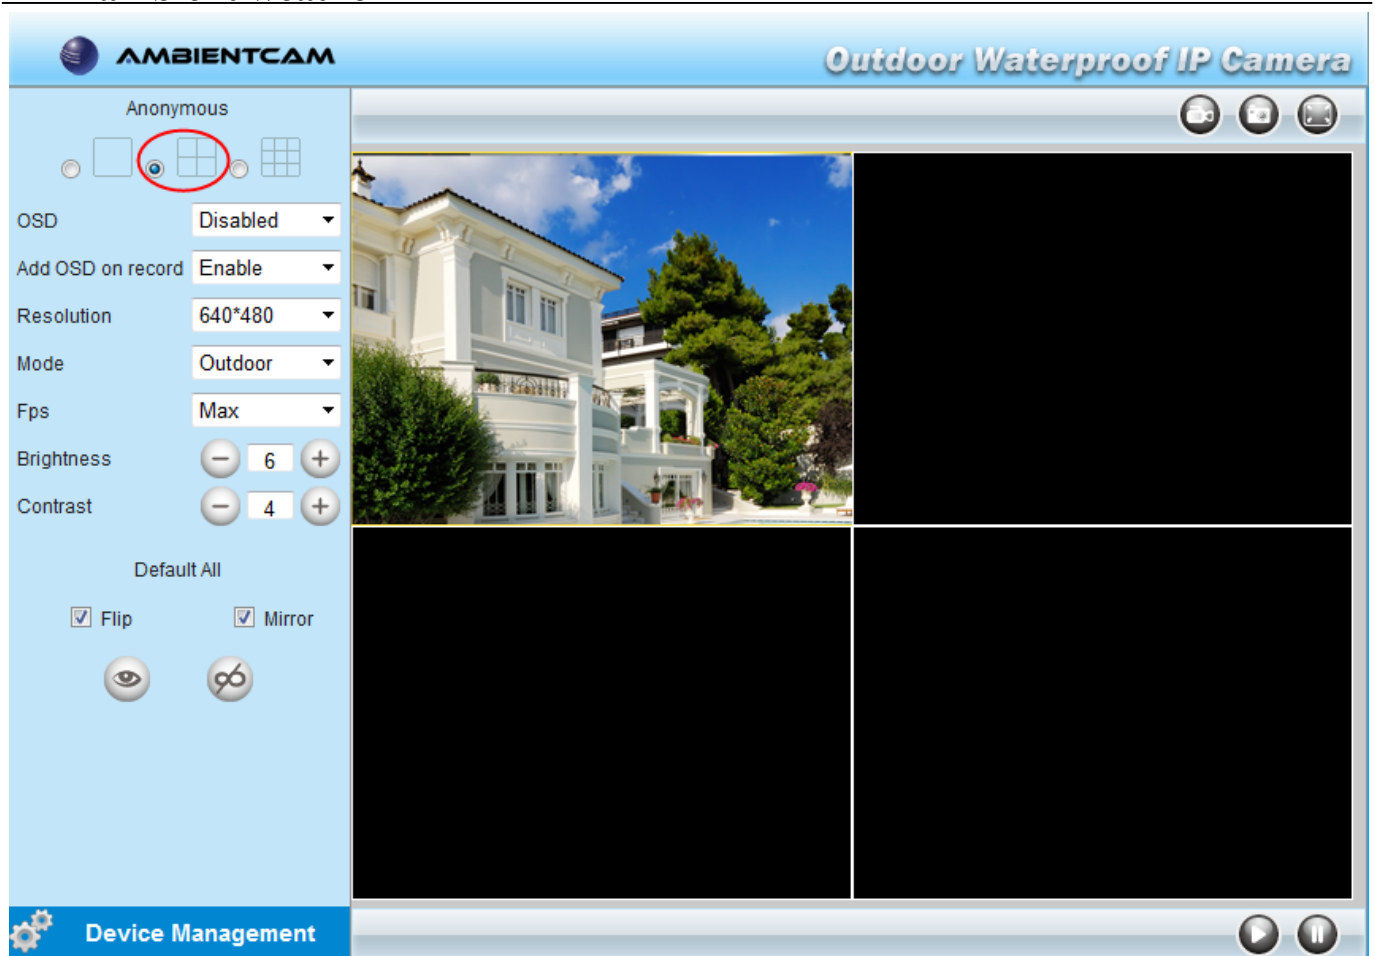 AMBIENTCAM
Outdoor Waterproof IP Camera
Anonymous
OSD Disabled
Add OSD on record Enable
Resolution 640*480
Mode Outdoor
Fps Max
Brightness 6
Contrast 4
Default All
Flip Mirror
Device Management